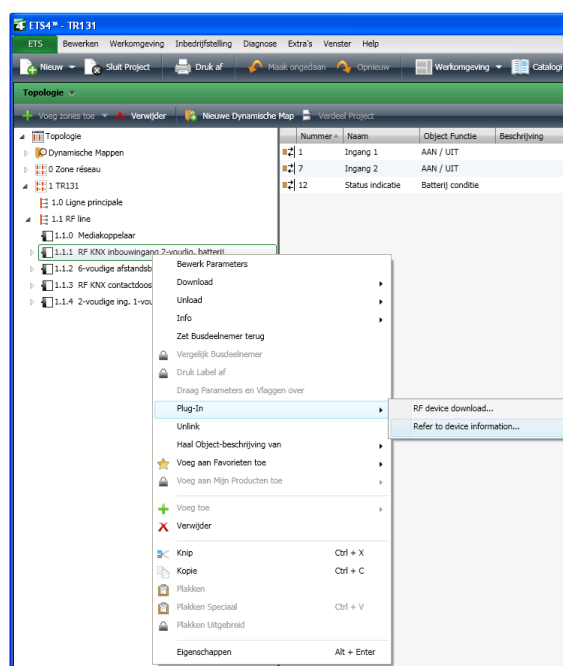 ETS4™ - TR131
ETS Bewerken Werkomgeving Inbedrijfstelling Diagnose Extra's Venster Help
Nieuw Sluit Project Druk af Maak ongedaan Opnieuw Werkomgeving Catalogi
Topologie
Voeg zones toe Verwijder Nieuwe Dynamische Map Verdeel Project
Topologie
Dynamische Mappen
0 Zone réseau
1 TR131
1.0 Ligne principale
1.1 RF line
1.1.0 Mediakoppelaar
1.1.1 RF KNX inbouwingang 2-voudig, batterij
1.1.2 6-voudige afstandsb
1.1.3 RF KNX contactdoos
1.1.4 2-voudige ing. 1-vou
Nummer Naam Object Functie Beschrijving
1 Ingang 1 AAN / UIT
7 Ingang 2 AAN / UIT
12 Status indicatie Batterij conditie
Bewerk Parameters
Download
Unload
Info
Zet Busdeelnemer terug
Vergelijk Busdeelnemer
Druk Label af
Draag Parameters en Vlaggen over
Plug-In
Unlink
Haal Object-beschrijving van
Voeg aan Favorieten toe
Voeg aan Mijn Producten toe
Voeg toe
Verwijder
Knip Ctrl + X
Kopie Ctrl + C
Plakken
Plakken Speciaal Ctrl + V
Plakken Uitgebreid
Eigenschappen Alt + Enter
RF device download...
Refer to device information...